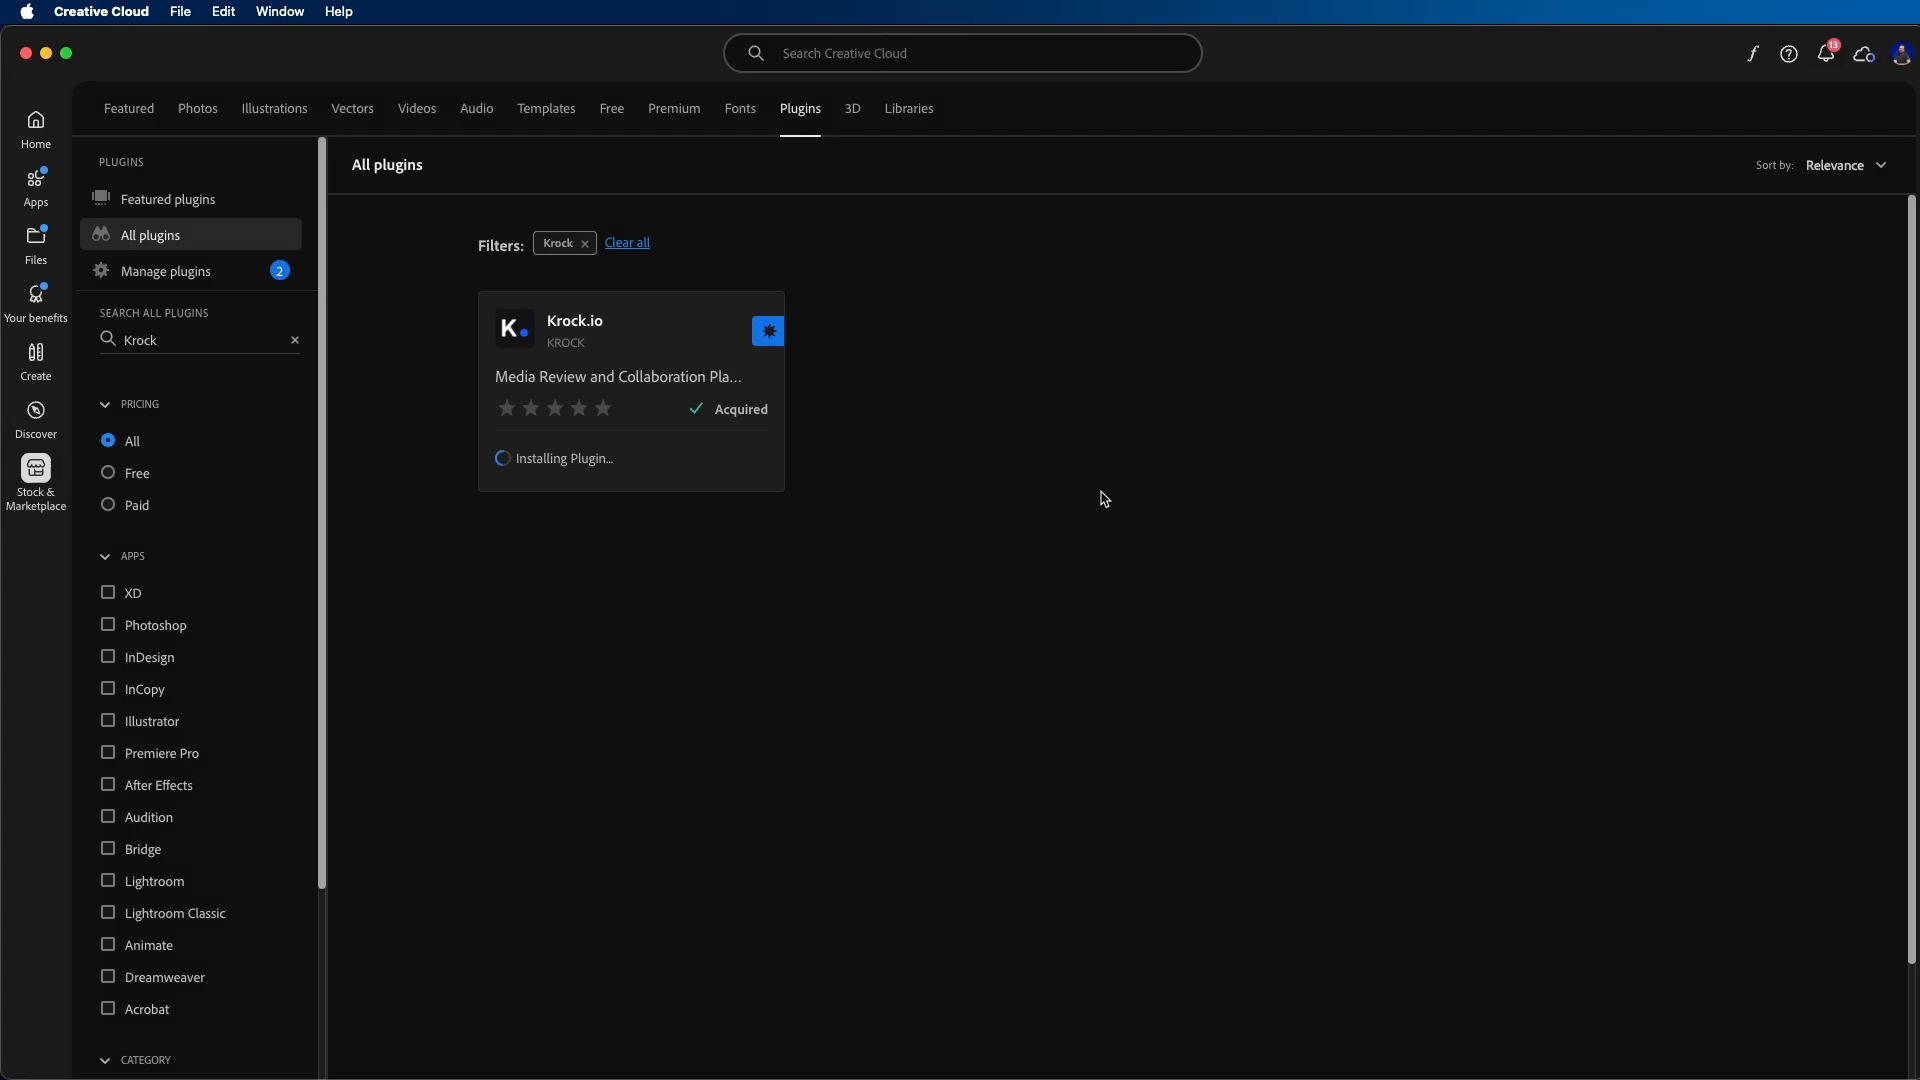 Creative Cloud File Edit Window Help
Search Creative Cloud
13
Featured Photos Illustrations Vectors Videos Audio Templates Free Premium Fonts Plugins 3D Libraries
Home
Apps
Files
Your benefits
Create
Discover
Stock &
Marketplace
PLUGINS
Featured plugins
All plugins
Manage plugins 2
SEARCH ALL PLUGINS
Krock
PRICING
All
Free
Paid
APPS
XD
Photoshop
InDesign
InCopy
Illustrator
Premiere Pro
After Effects
Audition
Bridge
Lightroom
Lightroom Classic
Animate
Dreamweaver
Acrobat
CATEGORY
All plugins
Sort by: Relevance
Filters: Krock Clear all
K.
Krock.io
KROCK
Media Review and Collaboration Pla...
Acquired
Installing Plugin...